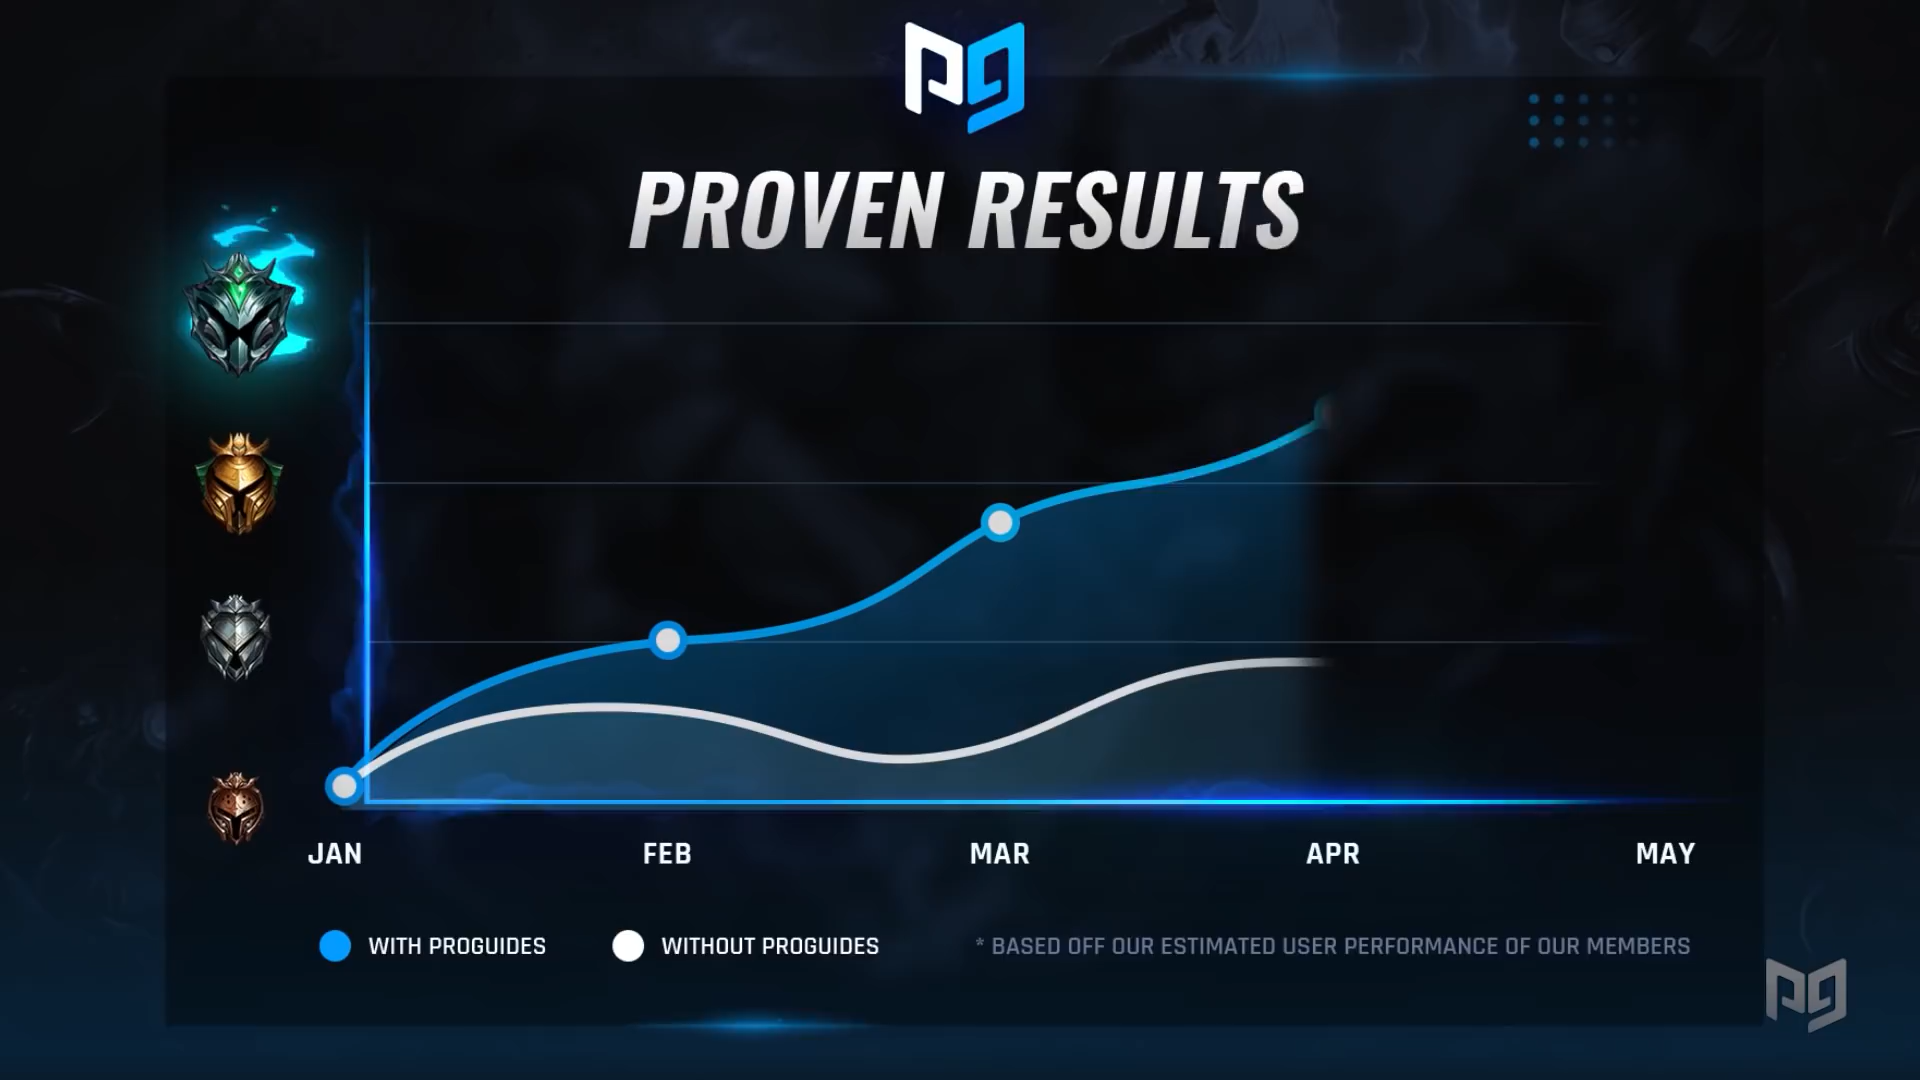 PG
PROVEN RESULTS
JAN FEB MAR APR MAY
WITH PROGUIDES WITHOUT PROGUIDES * BASED OFF OUR ESTIMATED USER PERFORMANCE OF OUR MEMBERS
PG